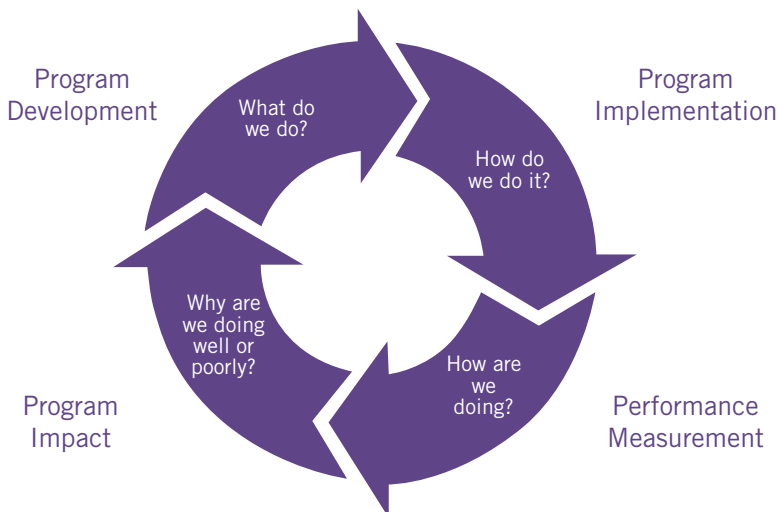 Program
Development
What do
we do?
Program
Implementation
How do
we do it?
Performance
Measurement
How are
we
doing?
Program
Impact
Why are
we doing
well or
poorly?